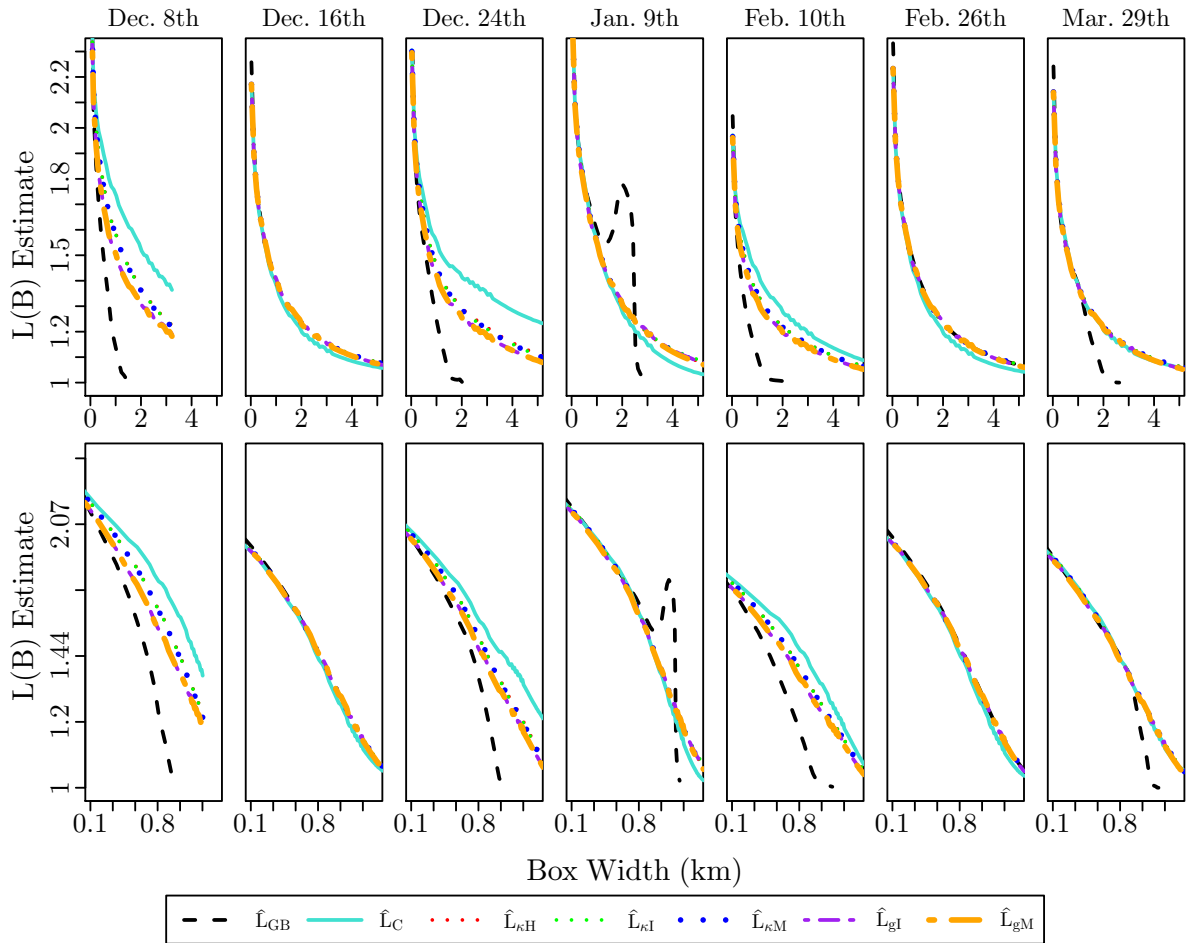 Dec. 8th Dec. 16th Dec. 24th Jan. 9th Feb. 10th Feb. 26th Mar. 29th
L(B) Estimate
2.2
2
1.8
1.5
1.2
1
0 2 4 0 2 4 0 2 4 0 2 4 0 2 4 0 2 4 0 2 4
L(B) Estimate
2.07
1.44
1.2
1
0.1 0.8 0.1 0.8 0.1 0.8 0.1 0.8 0.1 0.8 0.1 0.8 0.1 0.8
Box Width (km)
L̂GB L̂C L̂κH L̂κI L̂κM L̂gI L̂gM